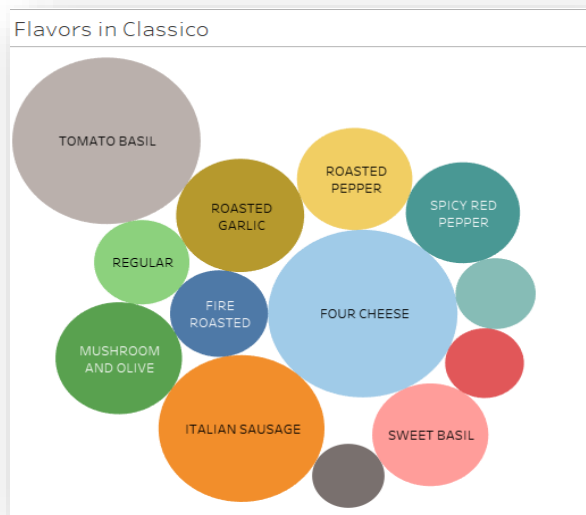 Flavors in Classico
TOMATO BASIL
ROASTED
GARLIC
ROASTED
PEPPER
SPICY RED
PEPPER
REGULAR
FIRE
ROASTED
FOUR CHEESE
MUSHROOM
AND OLIVE
ITALIAN SAUSAGE
SWEET BASIL